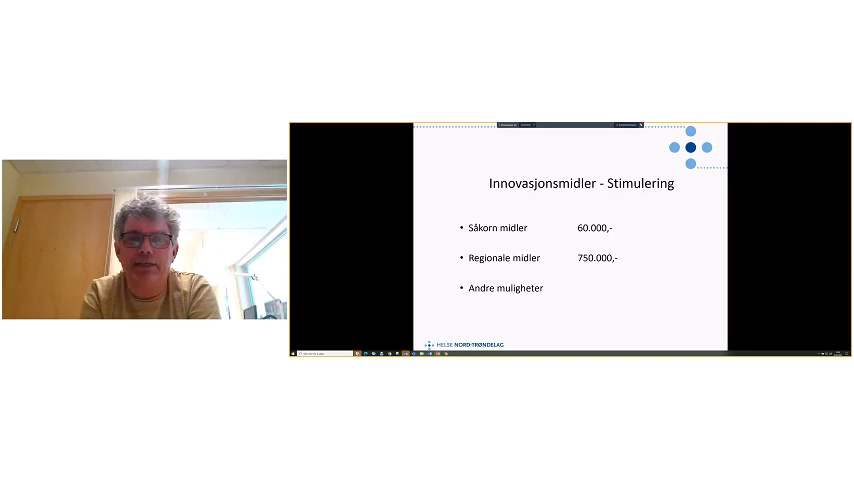 Innovasjonsmidler - Stimulering
• Såkorn midler 60.000,-
• Regionale midler 750.000,-
• Andre muligheter
HELSE NORD-TRØNDELAG